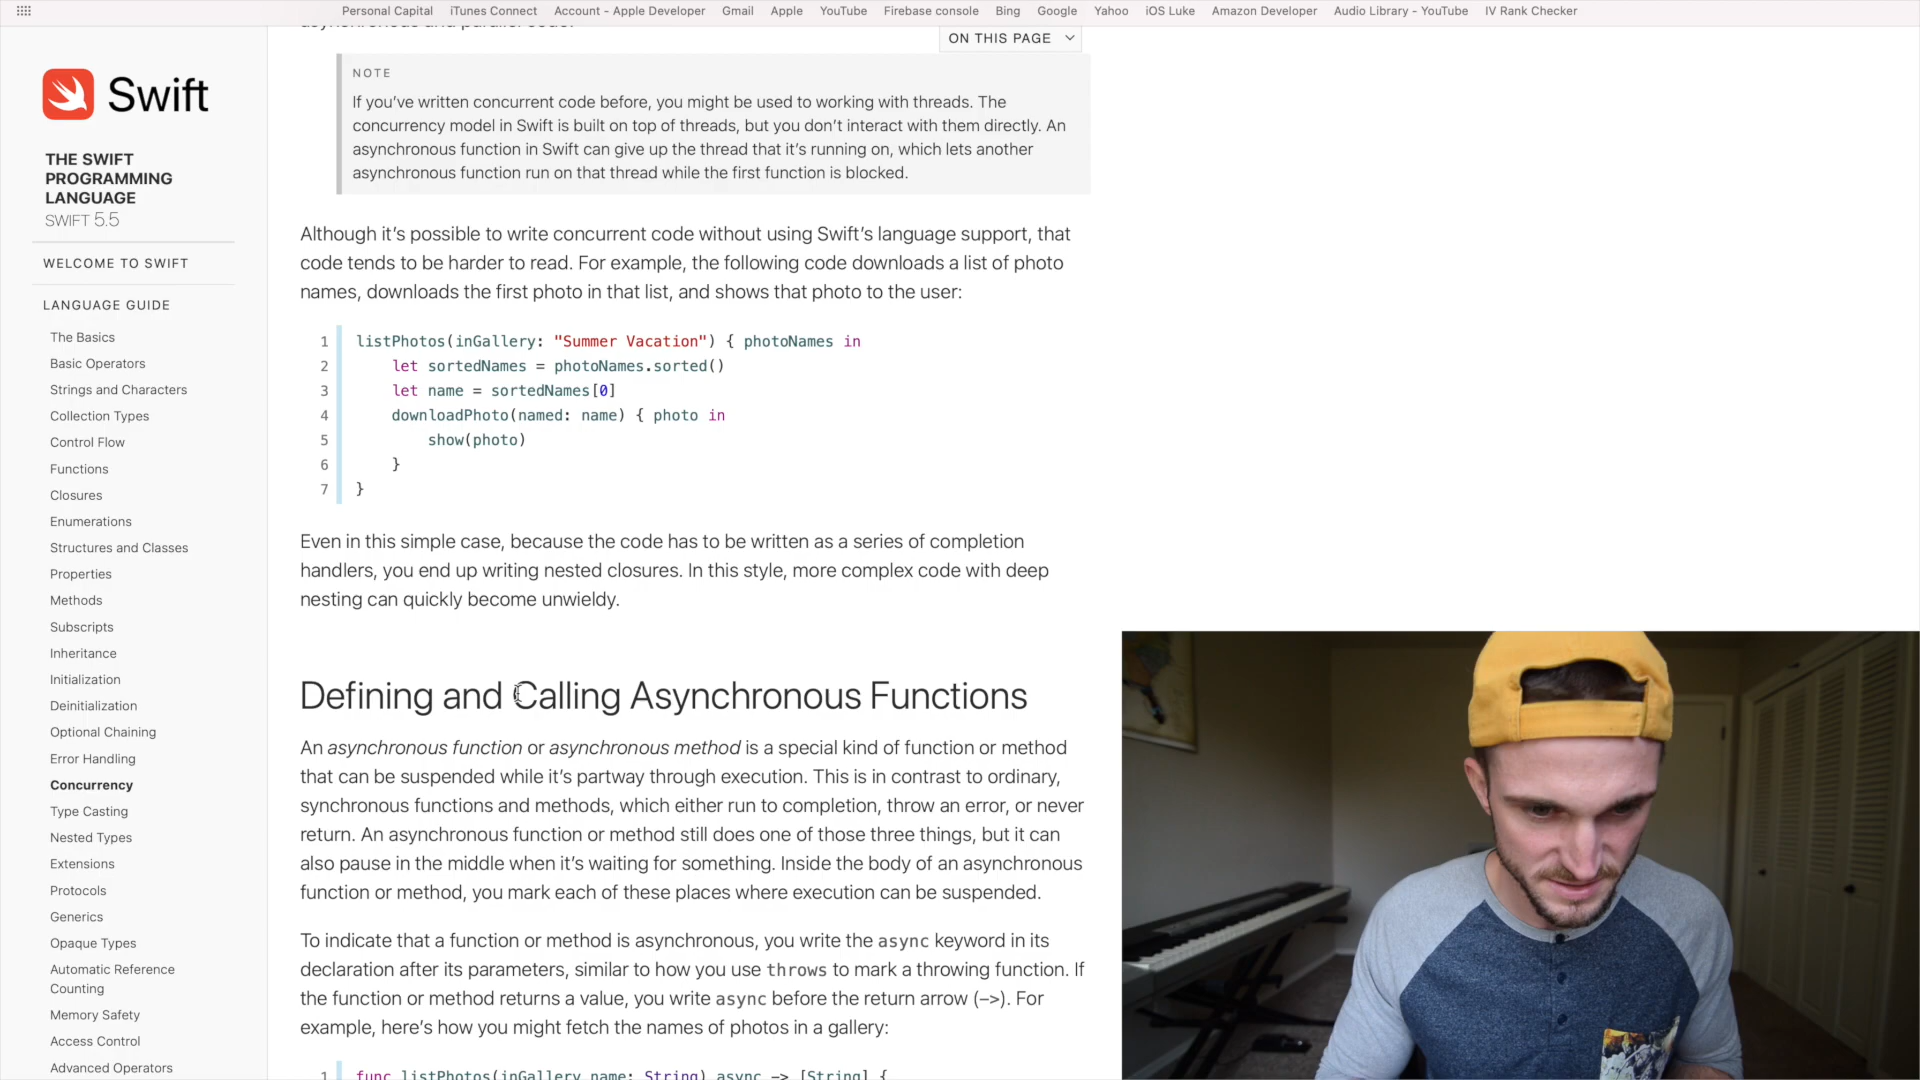 Personal Capital iTunes Connect Account - Apple Developer Gmail Apple YouTube Firebase console Bing Google Yahoo iOS Luke Amazon Developer Audio Library - YouTube IV Rank Checker
ON THIS PAGE
Swift
THE SWIFT
PROGRAMMING
LANGUAGE
SWIFT 5.5
WELCOME TO SWIFT
LANGUAGE GUIDE
The Basics
Basic Operators
Strings and Characters
Collection Types
Control Flow
Functions
Closures
Enumerations
Structures and Classes
Properties
Methods
Subscripts
Inheritance
Initialization
Deinitialization
Optional Chaining
Error Handling
Concurrency
Type Casting
Nested Types
Extensions
Protocols
Generics
Opaque Types
Automatic Reference
Counting
Memory Safety
Access Control
Advanced Operators
asynchronous and parallel code.
NOTE
If you’ve written concurrent code before, you might be used to working with threads. The
concurrency model in Swift is built on top of threads, but you don’t interact with them directly. An
asynchronous function in Swift can give up the thread that it’s running on, which lets another
asynchronous function run on that thread while the first function is blocked.
Although it’s possible to write concurrent code without using Swift’s language support, that
code tends to be harder to read. For example, the following code downloads a list of photo
names, downloads the first photo in that list, and shows that photo to the user:
1 listPhotos(inGallery: "Summer Vacation") { photoNames in
2 let sortedNames = photoNames.sorted()
3 let name = sortedNames[0]
4 downloadPhoto(named: name) { photo in
5 show(photo)
6 }
7 }
Even in this simple case, because the code has to be written as a series of completion
handlers, you end up writing nested closures. In this style, more complex code with deep
nesting can quickly become unwieldy.
Defining and Calling Asynchronous Functions
An asynchronous function or asynchronous method is a special kind of function or method
that can be suspended while it’s partway through execution. This is in contrast to ordinary,
synchronous functions and methods, which either run to completion, throw an error, or never
return. An asynchronous function or method still does one of those three things, but it can
also pause in the middle when it’s waiting for something. Inside the body of an asynchronous
function or method, you mark each of these places where execution can be suspended.
To indicate that a function or method is asynchronous, you write the async keyword in its
declaration after its parameters, similar to how you use throws to mark a throwing function. If
the function or method returns a value, you write async before the return arrow (->). For
example, here’s how you might fetch the names of photos in a gallery:
1 func listPhotos(inGallery name: String) async -> [String] {